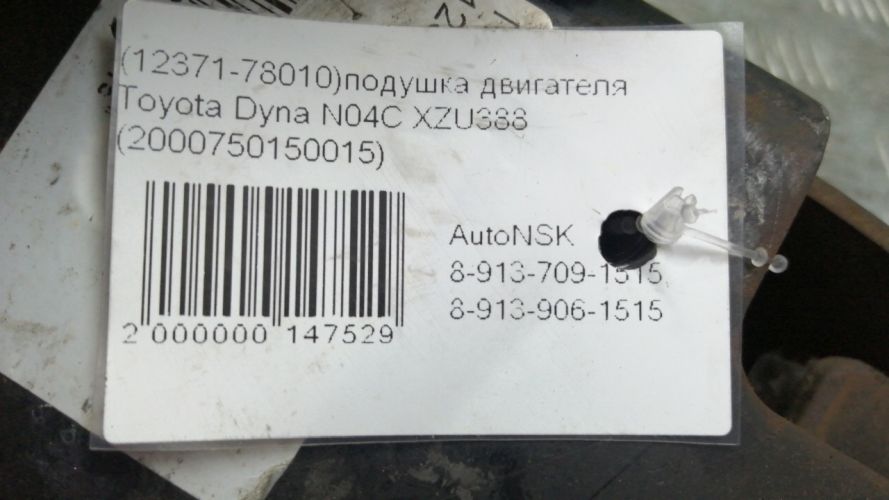 (12371-78010)подушка двигателя
Toyota Dyna N04C XZU388
(2000750150015)
AutoNSK
8-913-709-1515
8-913-906-1515
2 000000 147529